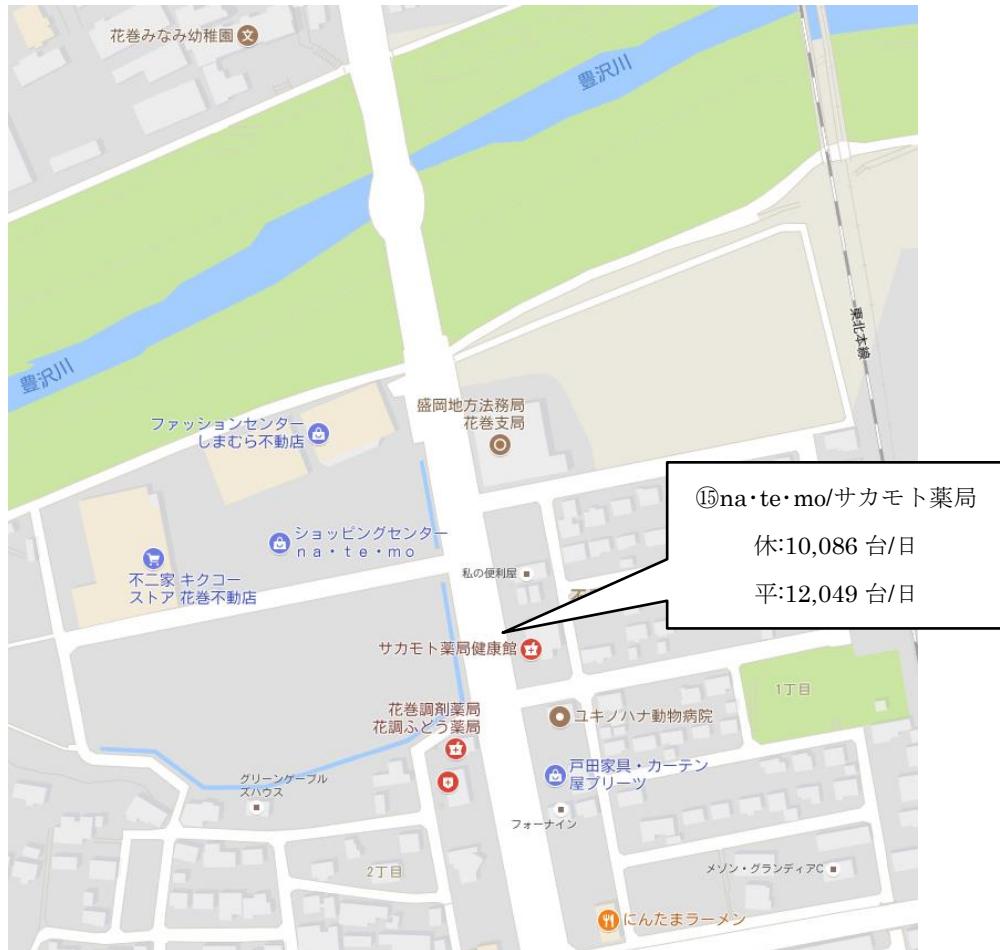 花巻みなみ幼稚園
豊沢川
豊沢川
東北本線
盛岡地方法務局
花巻支局
ファッションセンター
しまむら不動店
ショッピングセンター
na・te・mo
不二家 キクコー
ストア 花巻不動店
私の便利屋
⑮na・te・mo/サカモト薬局
休:10,086 台/日
平:12,049 台/日
サカモト薬局健康館
1丁目
花巻調剤薬局
花調ふどう薬局
ユキノハナ動物病院
戸田家具・カーテン
屋プリーツ
グリーンケーブル
ズハウス
フォーナイン
2丁目
メゾン・グランディアC
にんたまラーメン